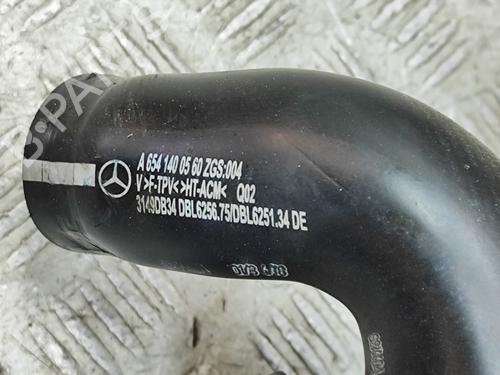 A 654 140 05 60 ZGS:004
V>F-TPV<>HT-ACM< Q02
3149DB34 DBL6256.75/DBL6251.34 DE